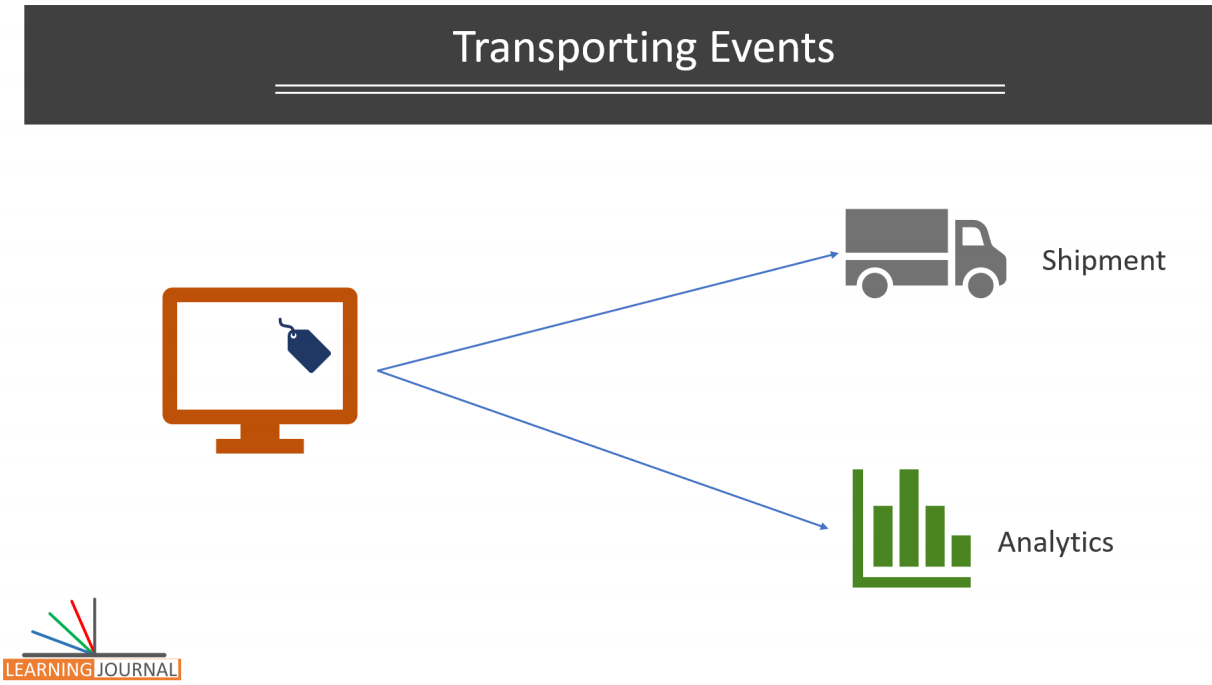 Transporting Events
Shipment
Analytics
LEARNING JOURNAL